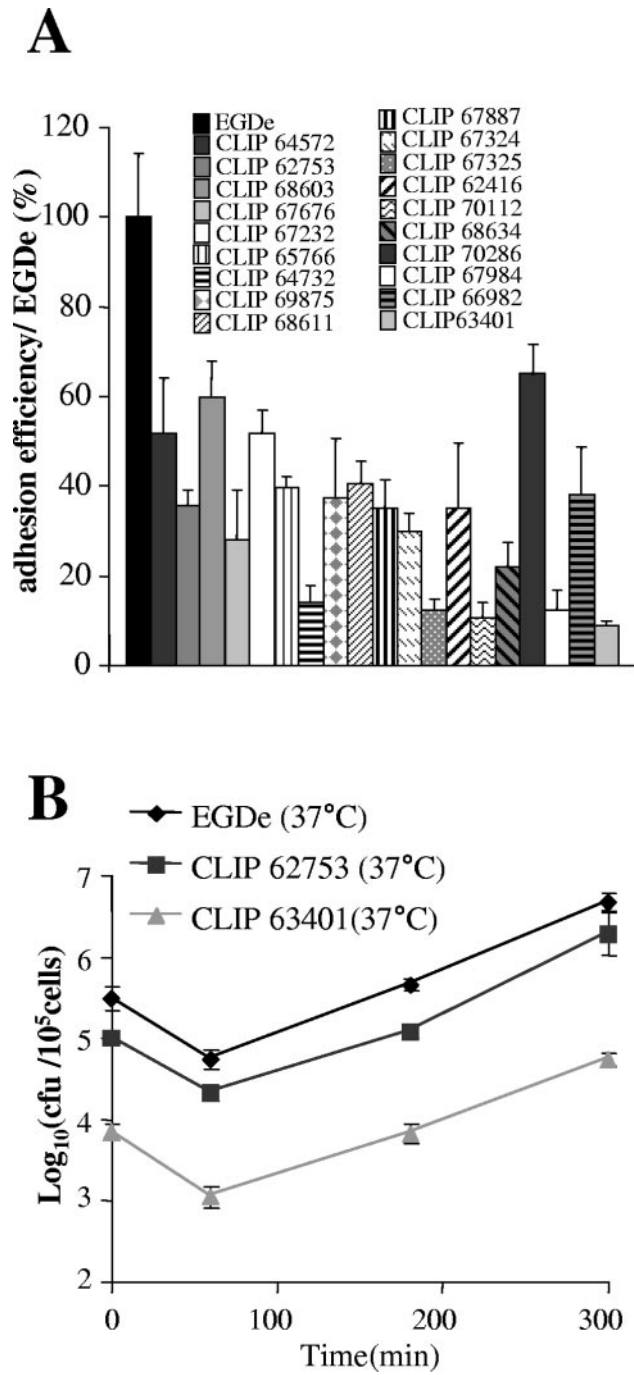 A
adhesion efficiency/ EGDe (%)
120
100
80
60
40
20
0
EGDe
CLIP 64572
CLIP 62753
CLIP 68603
CLIP 67676
CLIP 67232
CLIP 65766
CLIP 64732
CLIP 69875
CLIP 68611
CLIP 67887
CLIP 67324
CLIP 67325
CLIP 62416
CLIP 70112
CLIP 68634
CLIP 70286
CLIP 67984
CLIP 66982
CLIP63401
B
EGDe (37°C)
CLIP 62753 (37°C)
CLIP 63401(37°C)
Log₁₀(cfu /10⁵cells)
7
6
5
4
3
2
0 100 200 300
Time(min)